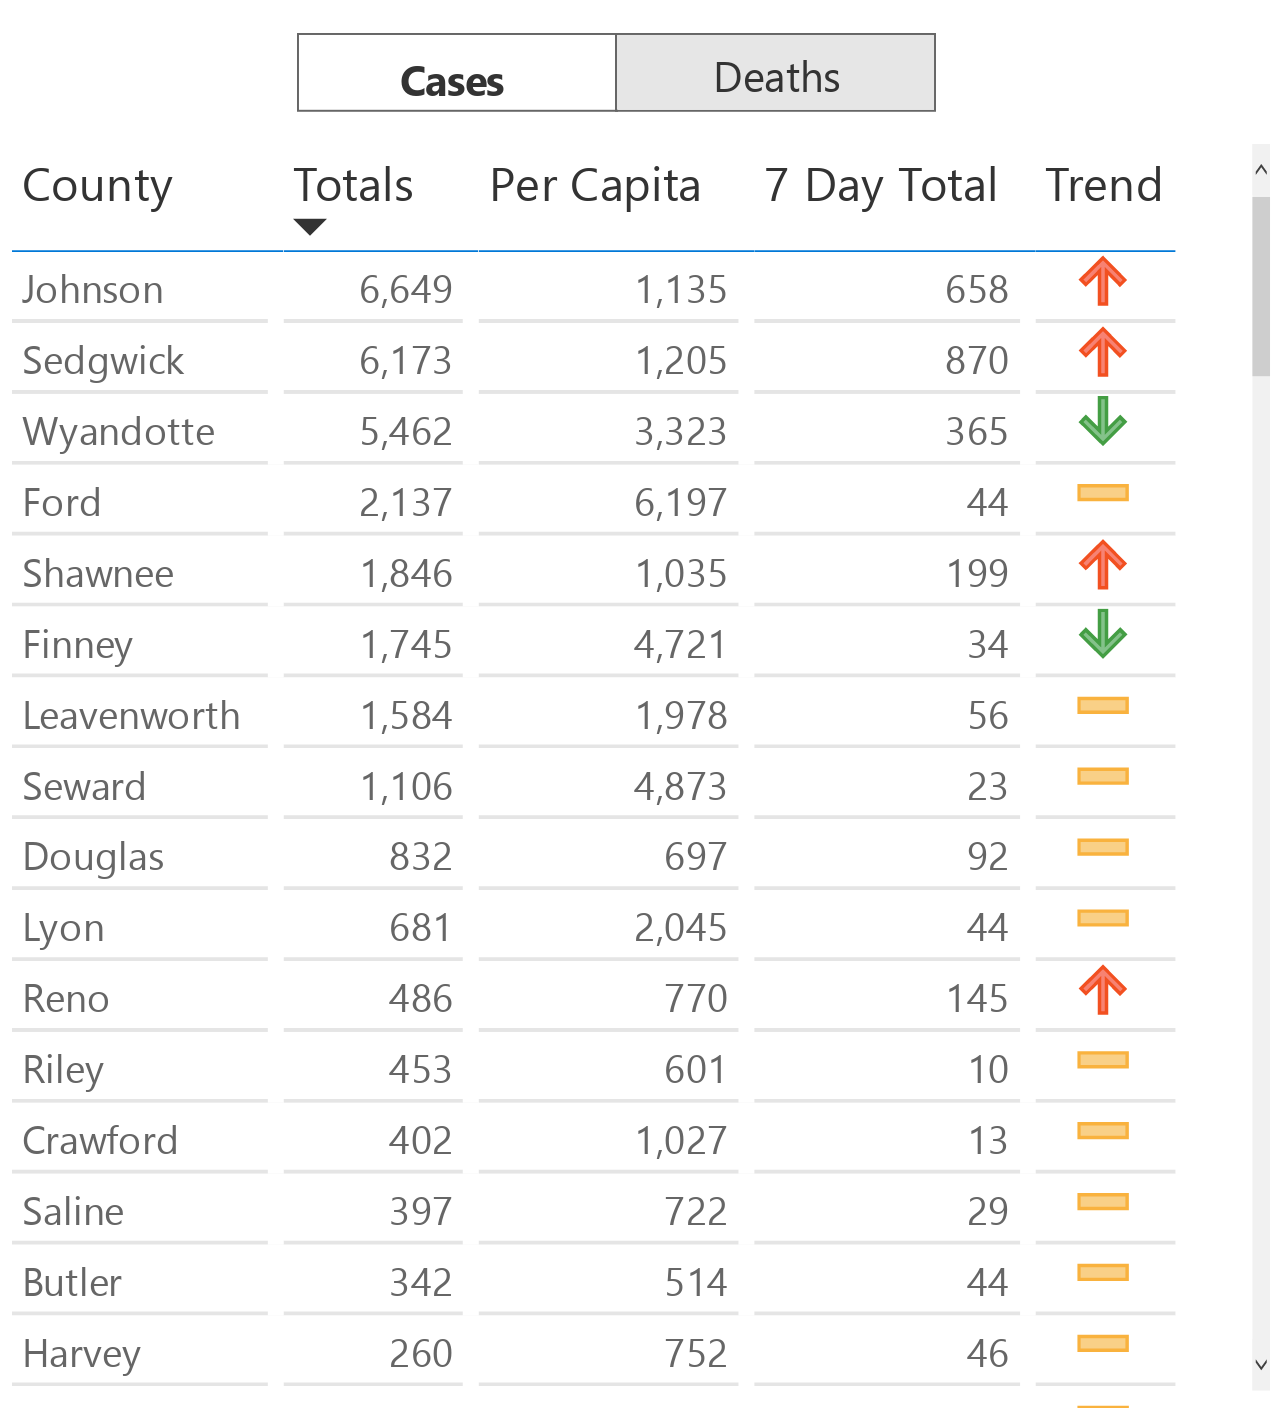 Cases Deaths
County Totals Per Capita 7 Day Total Trend
Johnson 6,649 1,135 658
Sedgwick 6,173 1,205 870
Wyandotte 5,462 3,323 365
Ford 2,137 6,197 44
Shawnee 1,846 1,035 199
Finney 1,745 4,721 34
Leavenworth 1,584 1,978 56
Seward 1,106 4,873 23
Douglas 832 697 92
Lyon 681 2,045 44
Reno 486 770 145
Riley 453 601 10
Crawford 402 1,027 13
Saline 397 722 29
Butler 342 514 44
Harvey 260 752 46